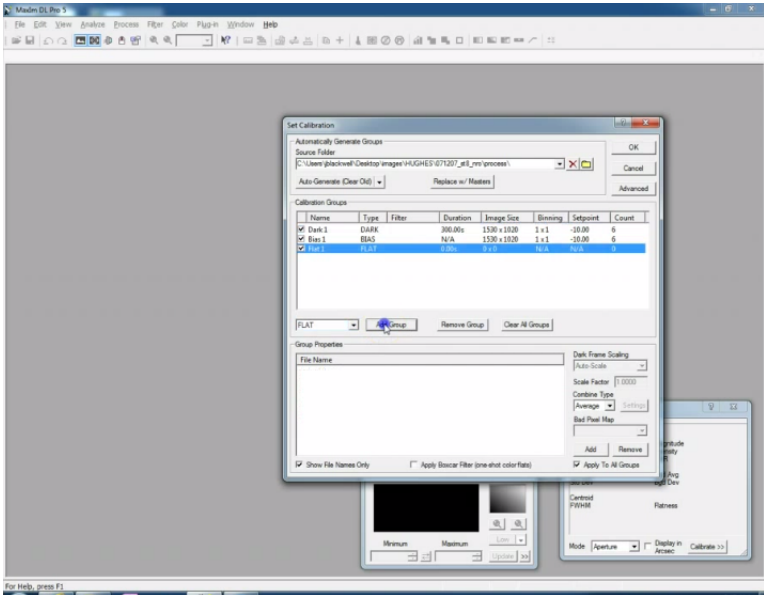 MaxIm DL Pro 5
File Edit View Analyze Process Filter Color Plug-in Window Help
Set Calibration
Automatically Generate Groups
Source Folder
OK
Auto-Generate (Clear Old)
Replace w/ Masters
Cancel
Advanced
Calibration Groups
Name Type Filter Duration Image Size Binning Setpoint Count
Dark 1 DARK 300.00s 1530 x 1020 1 x 1 -10.00 6
Bias 1 BIAS N/A 1530 x 1020 1 x 1 -10.00 6
Flat 1 FLAT 0.00s 0 x 0 N/A N/A 0
FLAT
Group
Remove Group
Clear All Groups
Group Properties
File Name
Dark Frame Scaling
Auto-Scale
Scale Factor 1.0000
Combine Type
Average Settings
Bad Pixel Map
Add Remove
Show File Names Only
Apply Boxcar Filter (one shot color flats)
Apply To All Groups
Avg
Dev
Centroid
FWHM
Flatness
Minimum Maximum
Low
Update >>
Mode Aperture
Display in
Arcsec
Calibrate >>
For Help, press F1